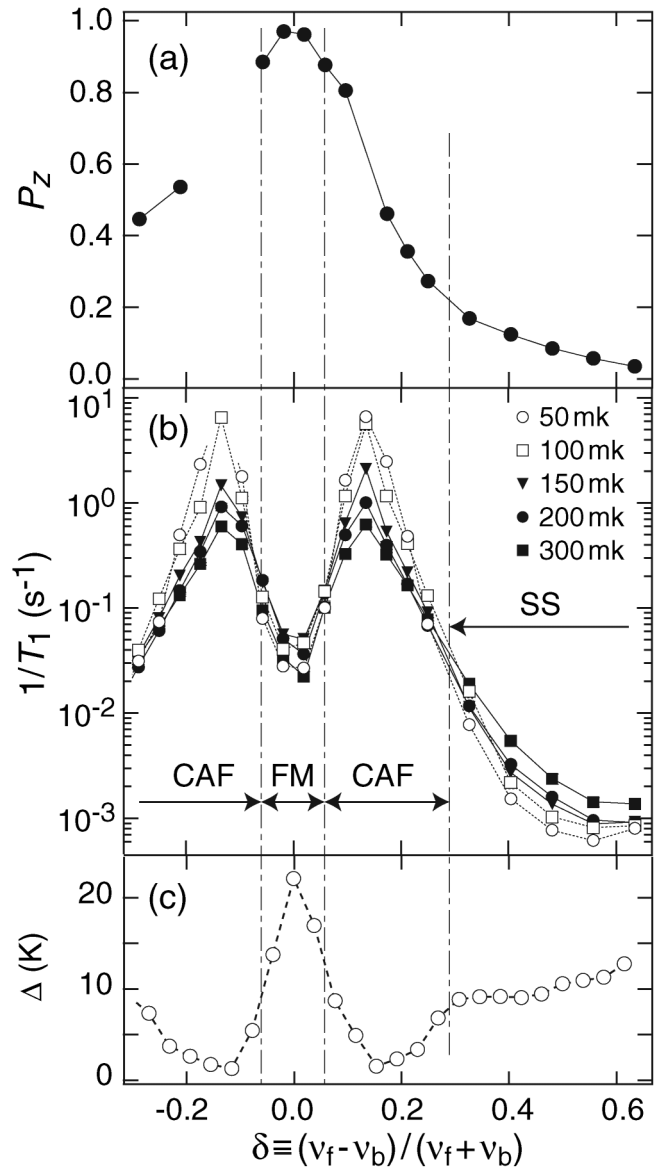 1.0
(a)
0.8
0.6
P_z
0.4
0.2
0.0
10^1
(b)
50 mk
100 mk
10^0
150 mk
200 mk
300 mk
1/T_1 (s^-1)
10^-1
SS
10^-2
CAF FM CAF
10^-3
(c)
20
Δ (K)
10
0
-0.2 0.0 0.2 0.4 0.6
δ≡(ν_f - ν_b) / (ν_f + ν_b)